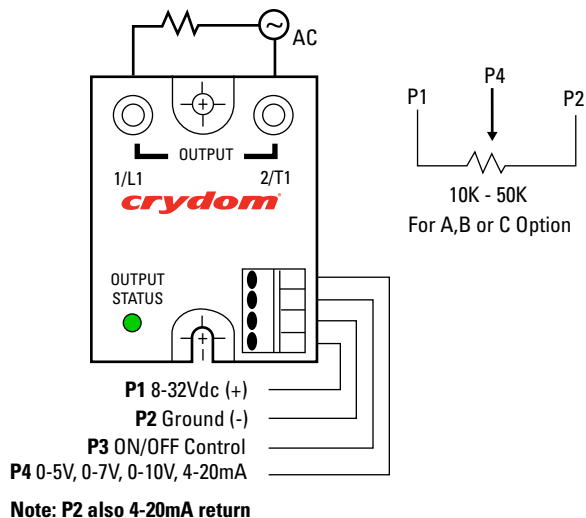 AC
OUTPUT
1/L1 2/T1
crydom
OUTPUT
STATUS
P1 8-32Vdc (+)
P2 Ground (-)
P3 ON/OFF Control
P4 0-5V, 0-7V, 0-10V, 4-20mA
Note: P2 also 4-20mA return
P4
P1 P2
10K - 50K
For A,B or C Option